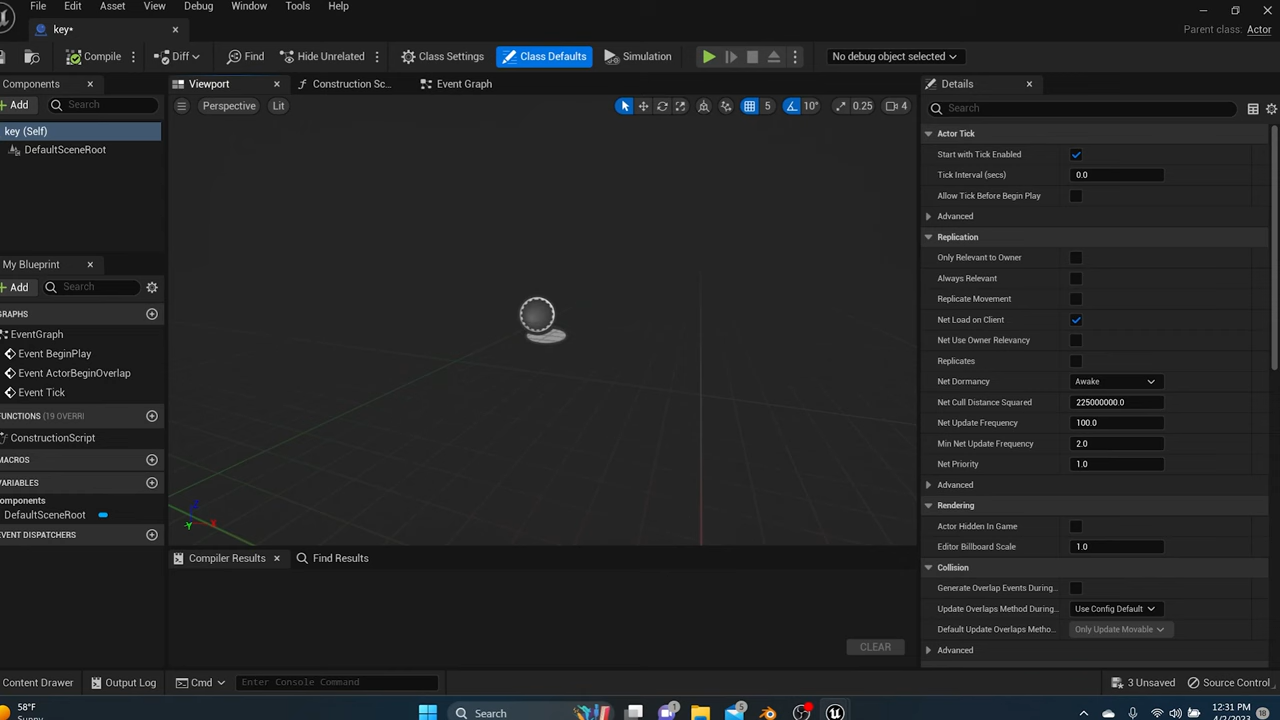 File Edit Asset View Debug Window Tools Help
key*
Parent class: Actor
Compile Diff Find Hide Unrelated Class Settings Class Defaults Simulation No debug object selected
Components Viewport Construction Sc... Event Graph Details
Add Search Perspective Lit 5 10° 0.25 4 Search
key (Self)
DefaultSceneRoot
Actor Tick
Start with Tick Enabled
Tick Interval (secs) 0.0
Allow Tick Before Begin Play
Advanced
Replication
Only Relevant to Owner
Always Relevant
Replicate Movement
Net Load on Client
Net Use Owner Relevancy
Replicates
Net Dormancy Awake
Net Cull Distance Squared 225000000.0
Net Update Frequency 100.0
Min Net Update Frequency 2.0
Net Priority 1.0
Advanced
Rendering
Actor Hidden In Game
Editor Billboard Scale 1.0
Collision
Generate Overlap Events During...
Update Overlaps Method During... Use Config Default
Default Update Overlaps Metho... Only Update Movable
Advanced
My Blueprint
Add Search
GRAPHS
EventGraph
Event BeginPlay
Event ActorBeginOverlap
Event Tick
FUNCTIONS (19 OVERRI
ConstructionScript
MACROS
VARIABLES
omponents
DefaultSceneRoot
EVENT DISPATCHERS
Z
-Y X
Compiler Results Find Results
CLEAR
Content Drawer Output Log Cmd Enter Console Command 3 Unsaved Source Control
58°F
Sunny
Search
12:31 PM
4/2/2023